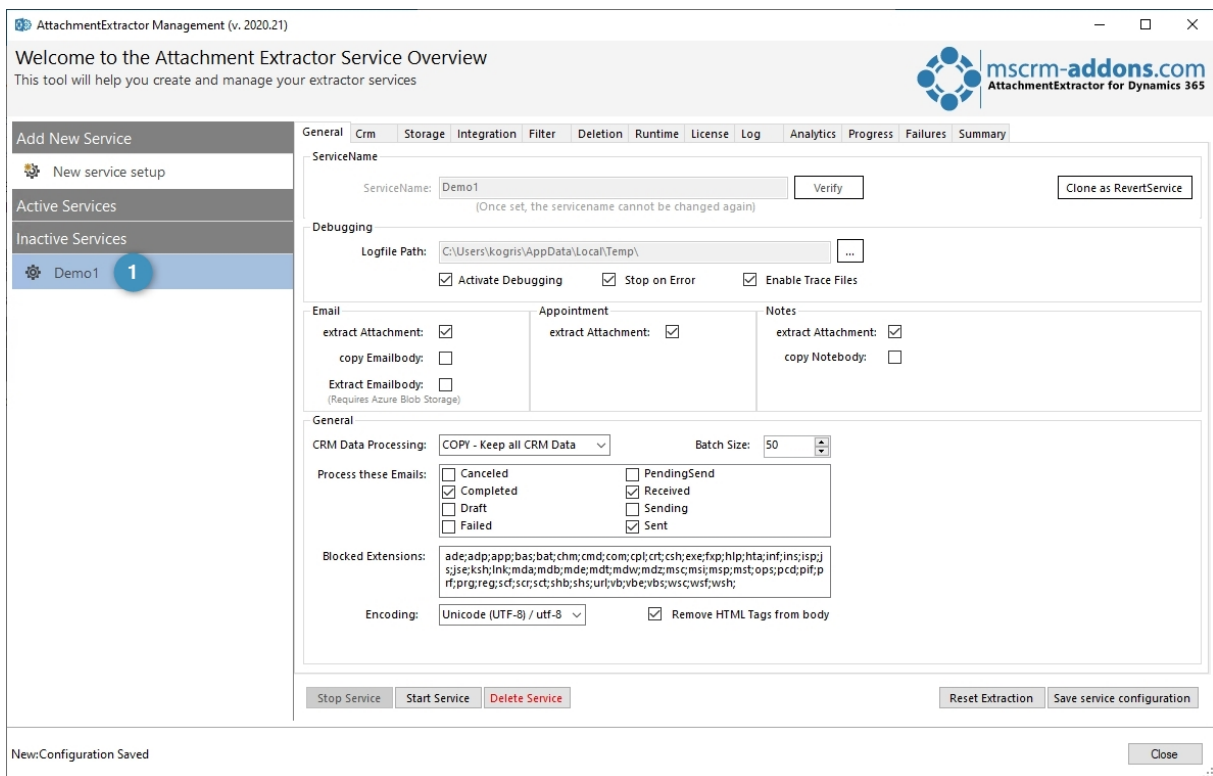 AttachmentExtractor Management (v. 2020.21)
Welcome to the Attachment Extractor Service Overview
This tool will help you create and manage your extractor services
mscrm-addons.com
AttachmentExtractor for Dynamics 365
Add New Service
New service setup
Active Services
Inactive Services
Demo1
1
General Crm Storage Integration Filter Deletion Runtime License Log Analytics Progress Failures Summary
ServiceName
ServiceName: Demo1 Verify Clone as RevertService
(Once set, the servicename cannot be changed again)
Debugging
Logfile Path: C:\Users\kogris\AppData\Local\Temp\ ...
Activate Debugging Stop on Error Enable Trace Files
Email Appointment Notes
extract Attachment: extract Attachment: extract Attachment:
copy Emailbody: copy Notebody:
Extract Emailbody:
(Requires Azure Blob Storage)
General
CRM Data Processing: COPY - Keep all CRM Data Batch Size: 50
Process these Emails: Canceled PendingSend
Completed Received
Draft Sending
Failed Sent
Blocked Extensions: ade;adp;app;bas;bat;chm;cmd;com;cpl;crt;csh;exe;fxp;hlp;hta;inf;ins;isp;j
s;jse;ksh;lnk;mda;mdb;mde;mdt;mdw;mdz;msc;msi;msp;mst;ops;pcd;pif;p
rf;prg;reg;scf;scr;sct;shb;shs;url;vb;vbe;vbs;wsc;wsf;wsh;
Encoding: Unicode (UTF-8) / utf-8 Remove HTML Tags from body
Stop Service Start Service Delete Service Reset Extraction Save service configuration
New:Configuration Saved Close